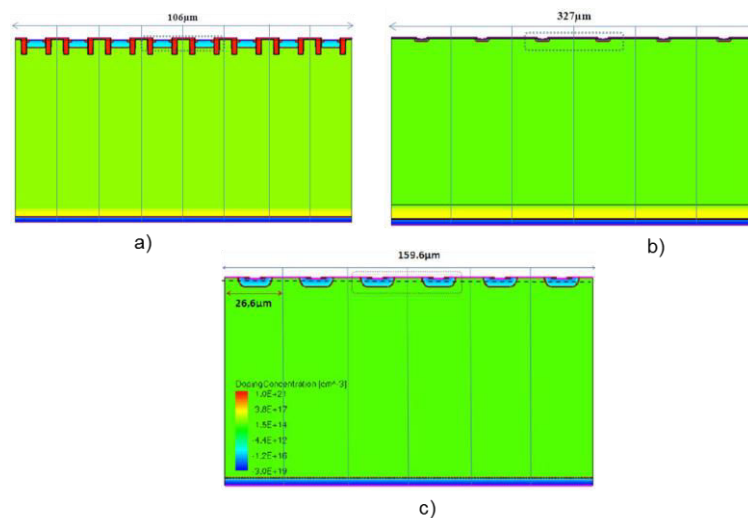 106µm
327µm
a)
b)
159.6µm
26.6µm
Doping Concentration [cm^-3]
1.0E+21
3.8E+17
1.5E+14
-4.4E+12
-1.2E+16
-3.0E+19
c)